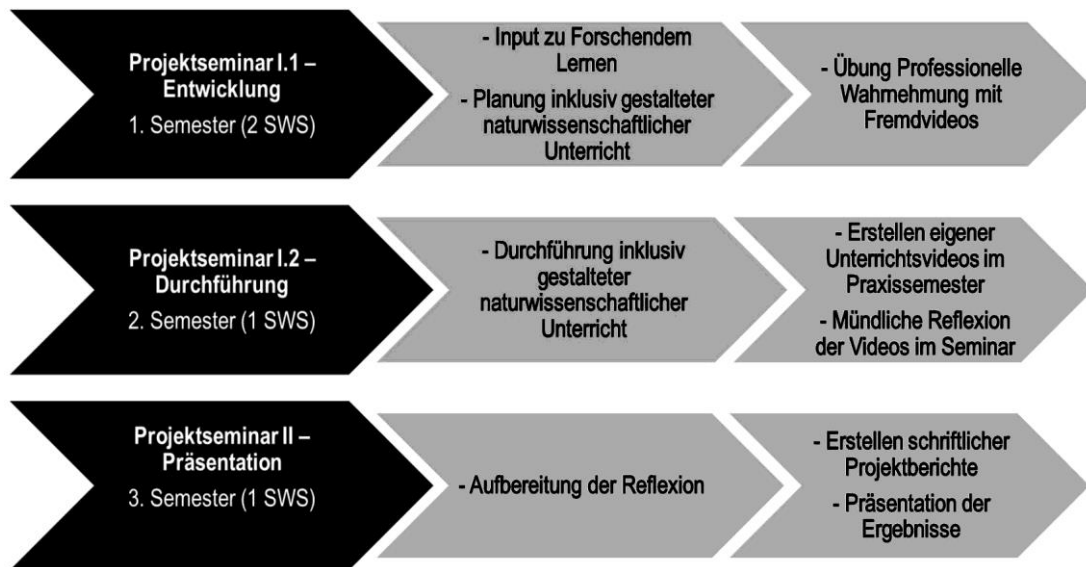 Projektseminar I.1 –
Entwicklung
1. Semester (2 SWS)
- Input zu Forschendem
Lernen
- Planung inklusiv gestalteter
naturwissenschaftlicher
Unterricht
- Übung Professionelle
Wahrnehmung mit
Fremdvideos
Projektseminar I.2 –
Durchführung
2. Semester (1 SWS)
- Durchführung inklusiv
gestalteter
naturwissenschaftlicher
Unterricht
- Erstellen eigener
Unterrichtsvideos im
Praxissemester
- Mündliche Reflexion
der Videos im Seminar
Projektseminar II –
Präsentation
3. Semester (1 SWS)
- Aufbereitung der Reflexion
- Erstellen schriftlicher
Projektberichte
- Präsentation der
Ergebnisse